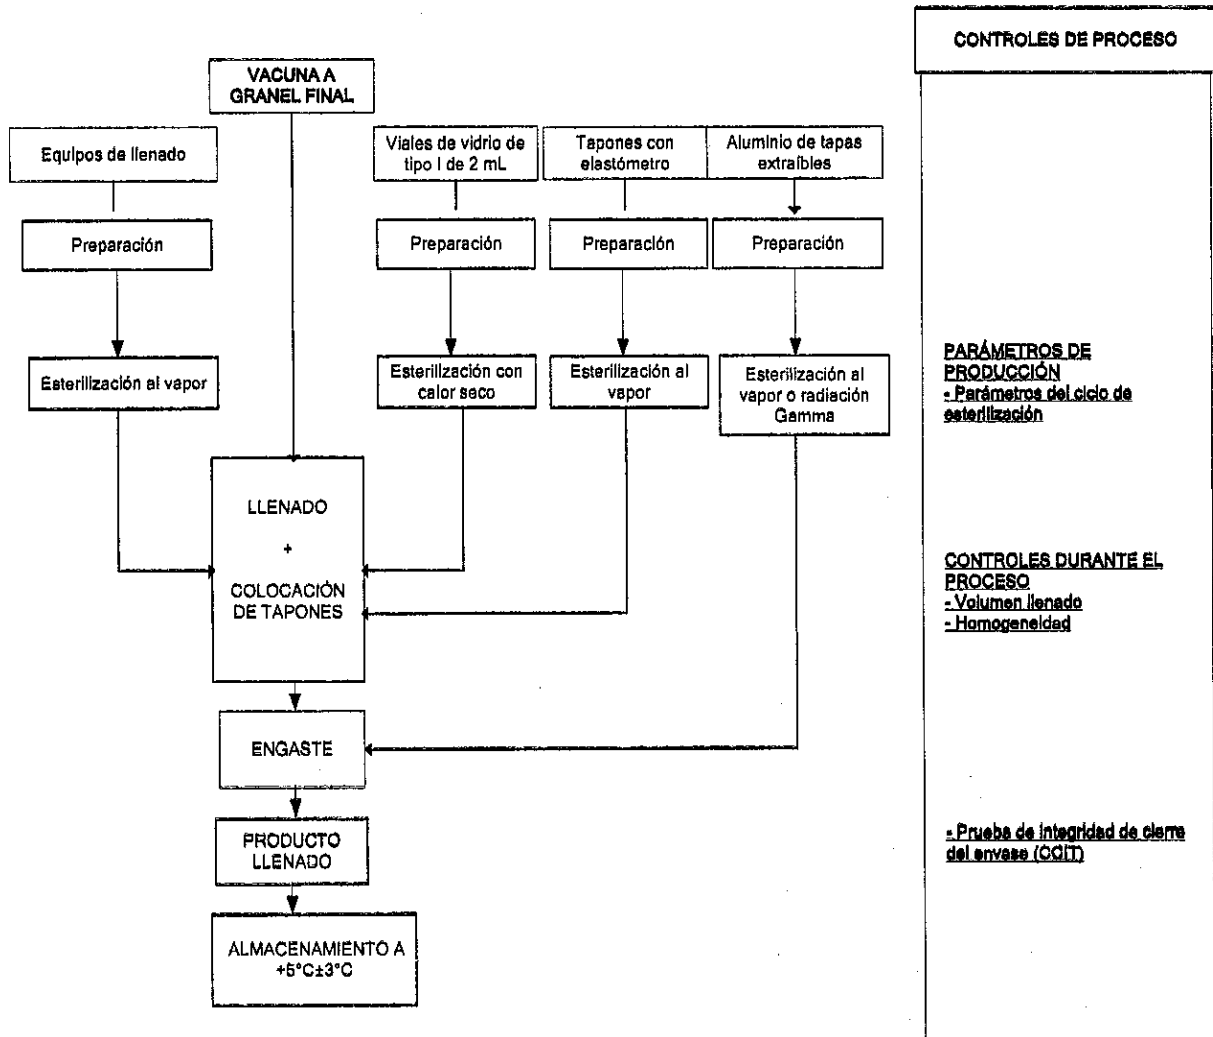 CONTROLES DE PROCESO
VACUNA A
GRANEL FINAL
Equipos de llenado
Viales de vidrio de
tipo I de 2 mL
Tapones con
elastómetro
Aluminio de tapas
extraíbles
Preparación
Preparación
Preparación
Preparación
Esterilización al vapor
Esterilización con
calor seco
Esterilización al
vapor
Esterilización al
vapor o radiación
Gamma
PARÁMETROS DE
PRODUCCIÓN
- Parámetros del ciclo de
esterilización
LLENADO
+
COLOCACIÓN
DE TAPONES
CONTROLES DURANTE EL
PROCESO
- Volumen llenado
- Homogeneidad
ENGASTE
PRODUCTO
LLENADO
- Prueba de integridad de cierre
del envase (CCIT)
ALMACENAMIENTO A
+5°C±3°C